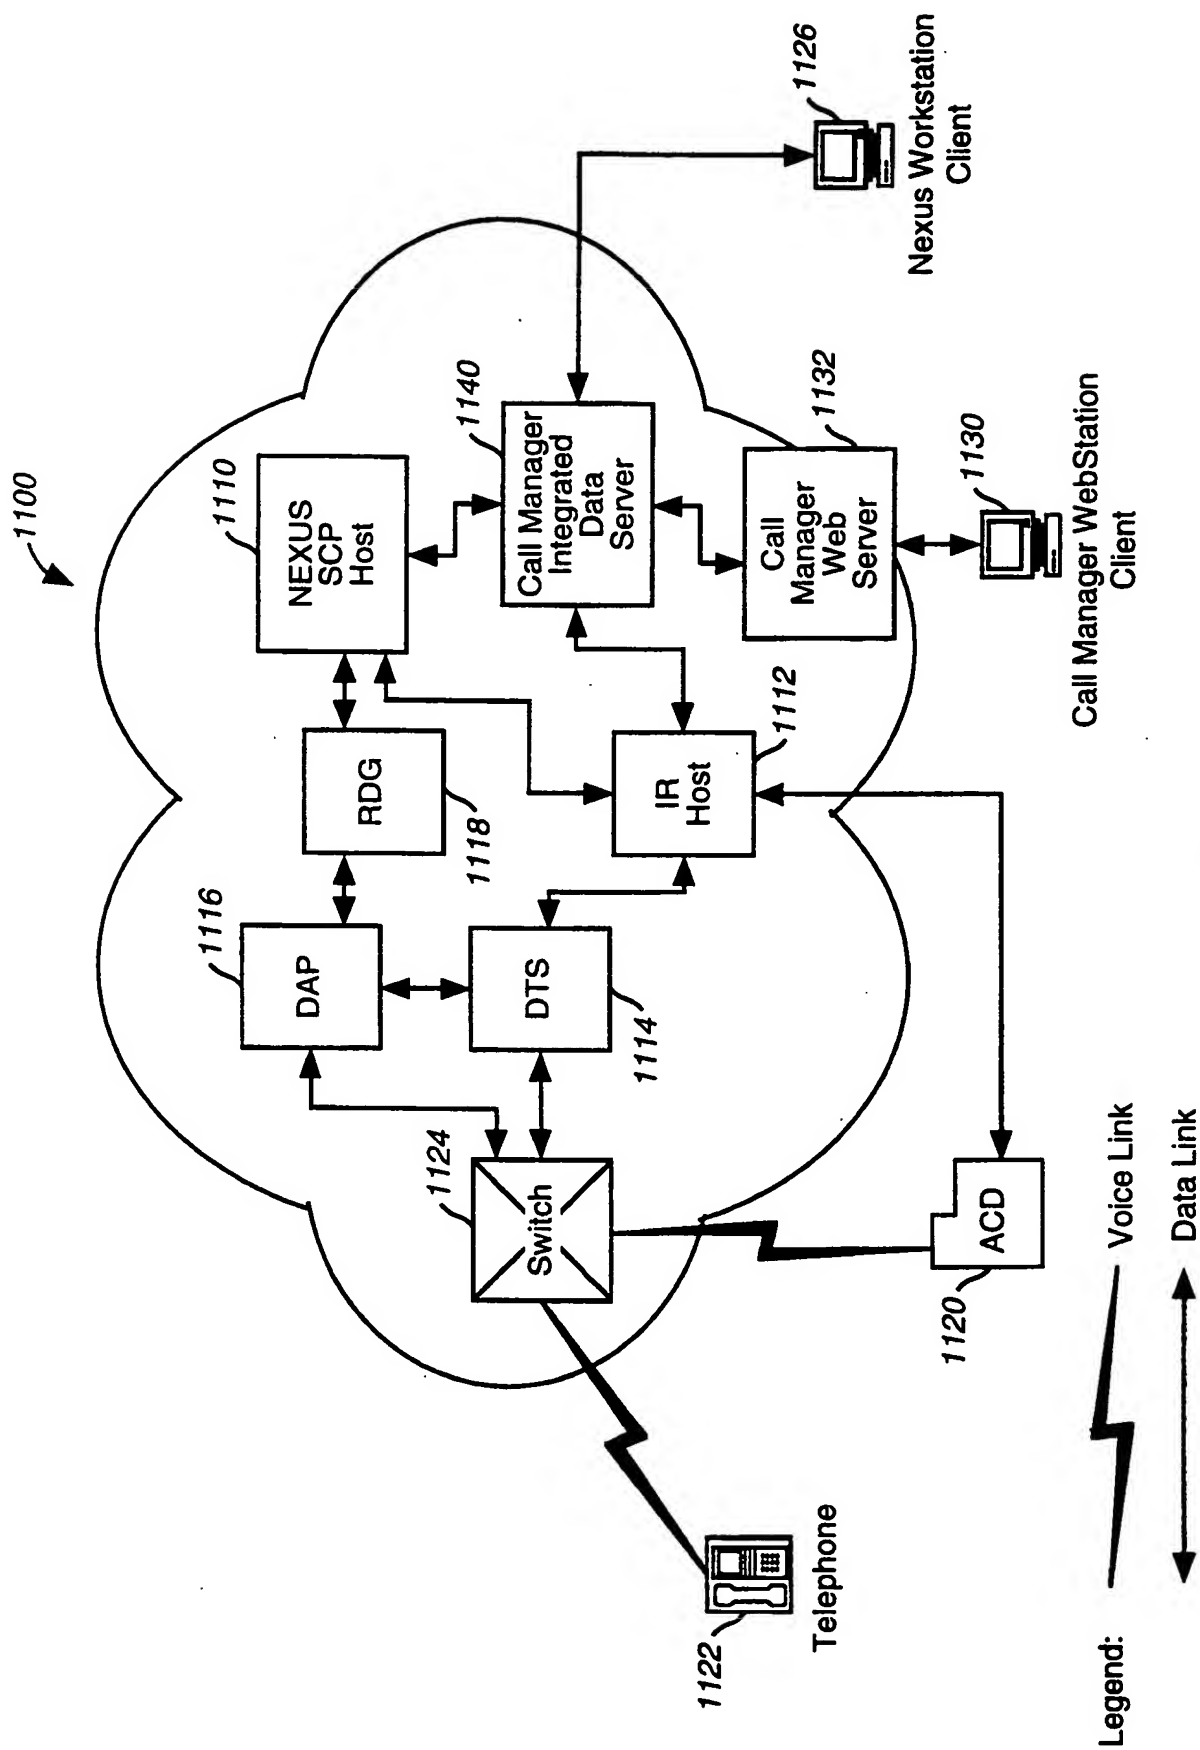 1100
1110
NEXUS
SCP
Host
1140
Call Manager
Integrated
Data
Server
1126
Nexus Workstation
Client
1116
DAP
RDG
1118
1124
Switch
DTS
1114
IR
Host
1112
1132
Call
Manager
Web
Server
1130
Call Manager WebStation
Client
1122
Telephone
1120
ACD
Legend:
Voice Link
Data Link